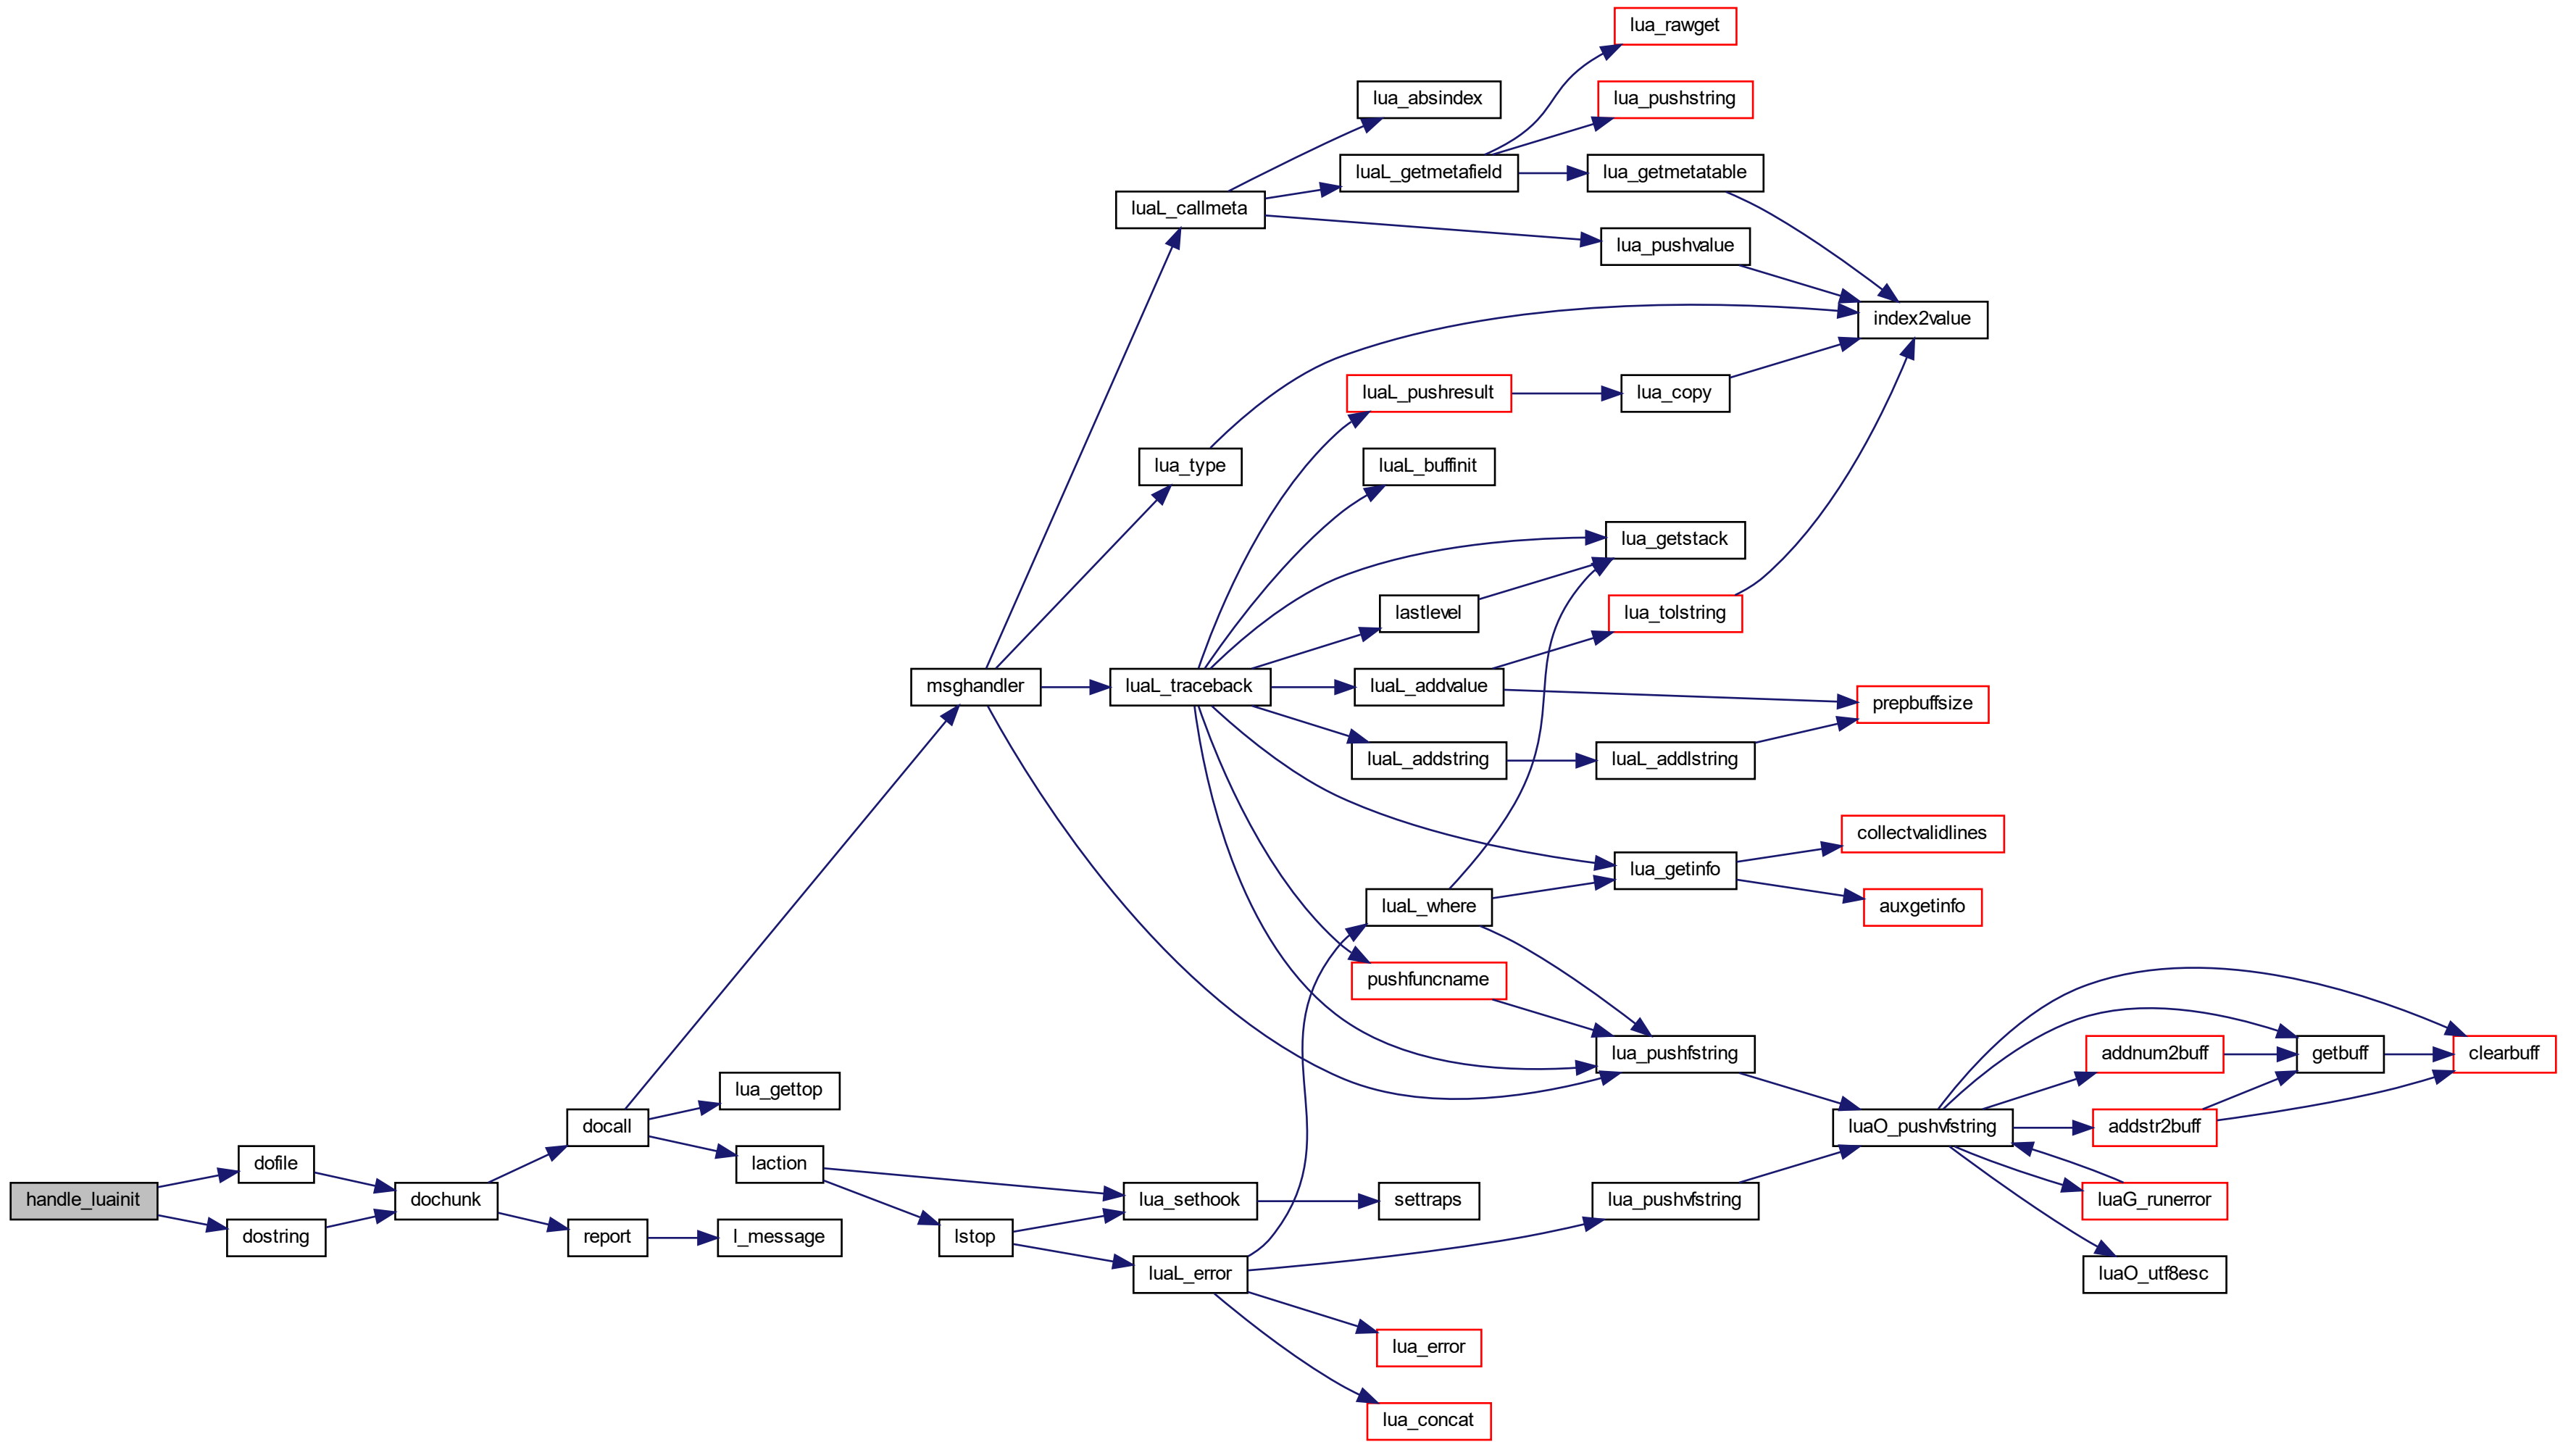 lua_rawget
lua_absindex
lua_pushstring
luaL_getmetafield
lua_getmetatable
luaL_callmeta
lua_pushvalue
index2value
luaL_pushresult
lua_copy
lua_type
luaL_buffinit
lua_getstack
lastlevel
lua_tolstring
msghandler
luaL_traceback
luaL_addvalue
prepbuffsize
luaL_addstring
luaL_addlstring
collectvalidlines
lua_getinfo
luaL_where
auxgetinfo
pushfuncname
lua_pushfstring
addnum2buff
getbuff
clearbuff
lua_gettop
docall
luaO_pushvfstring
addstr2buff
dofile
laction
handle_luainit
dochunk
lua_sethook
settraps
lua_pushvfstring
luaG_runerror
dostring
report
l_message
lstop
luaL_error
luaO_utf8esc
lua_error
lua_concat